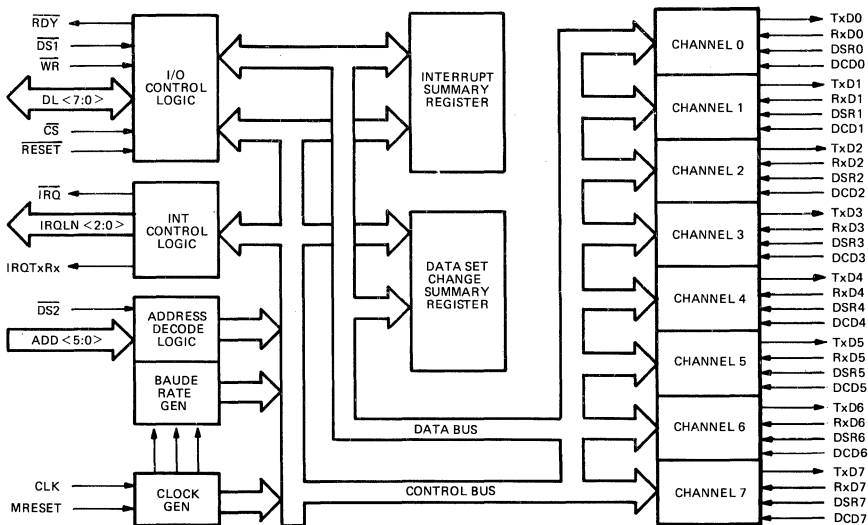 RDY
DS1
WR
DL <7:0>
CS
RESET
I/O
CONTROL
LOGIC
IRQ
IRQLN <2:0>
IRQTxRx
INT
CONTROL
LOGIC
DS2
ADD <5:0>
ADDRESS
DECODE
LOGIC
BAUDE
RATE
GEN
CLK
MRESET
CLOCK
GEN
INTERRUPT
SUMMARY
REGISTER
DATA SET
CHANGE
SUMMARY
REGISTER
DATA BUS
CONTROL BUS
CHANNEL 0
CHANNEL 1
CHANNEL 2
CHANNEL 3
CHANNEL 4
CHANNEL 5
CHANNEL 6
CHANNEL 7
TxD0
RxD0
DSR0
DCD0
TxD1
RxD1
DSR1
DCD1
TxD2
RxD2
DSR2
DCD2
TxD3
RxD3
DSR3
DCD3
TxD4
RxD4
DSR4
DCD4
TxD5
RxD5
DSR5
DCD5
TxD6
RxD6
DSR6
DCD6
TxD7
RxD7
DSR7
DCD7